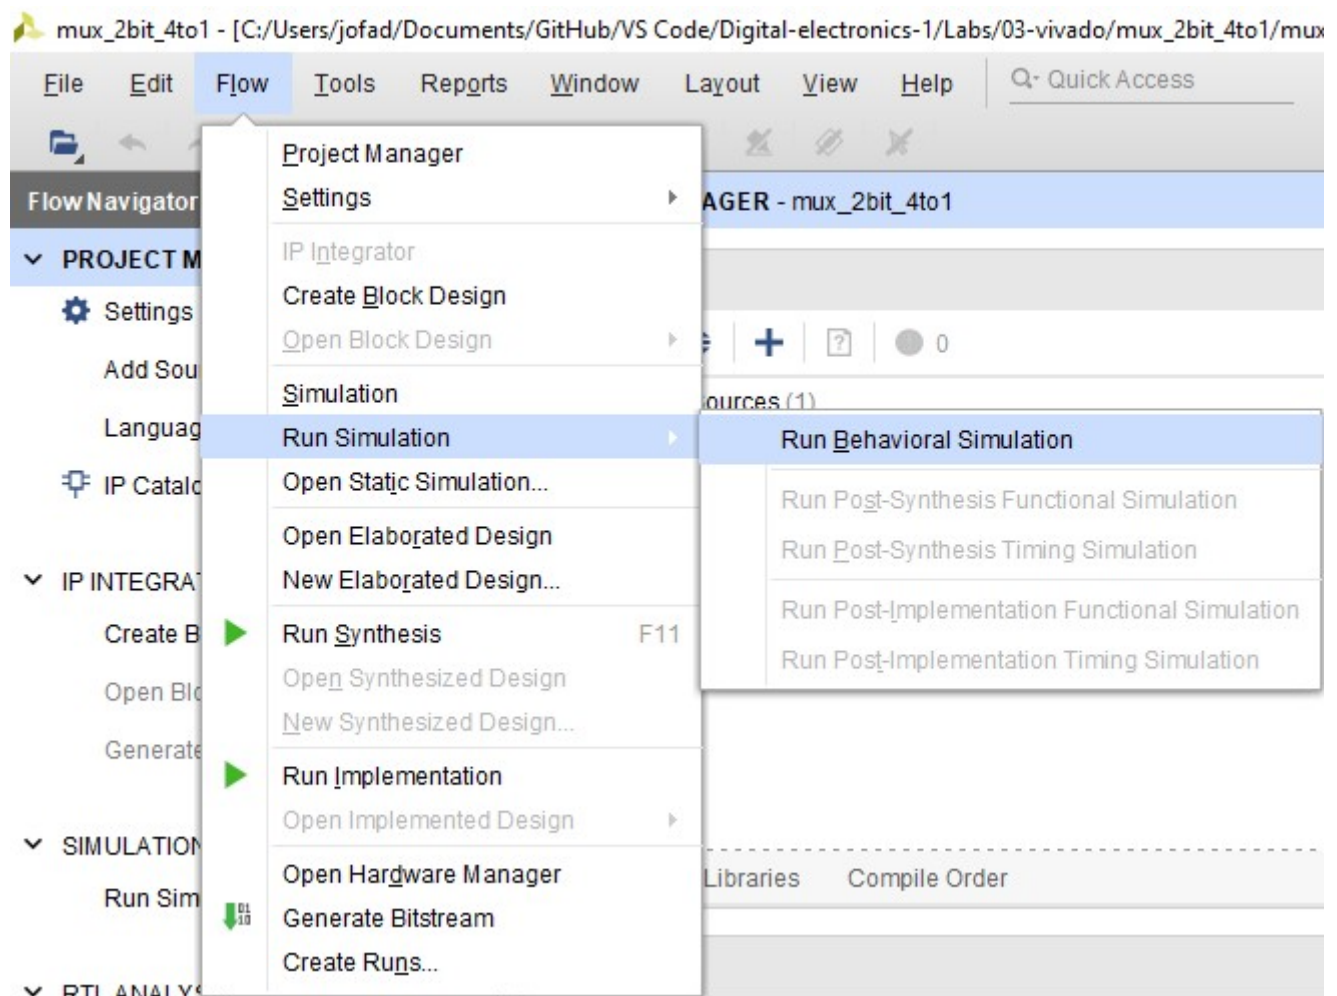 mux_2bit_4to1 - [C:/Users/jofad/Documents/GitHub/VS Code/Digital-electronics-1/Labs/03-vivado/mux_2bit_4to1/mux
File Edit Flow Tools Reports Window Layout View Help Quick Access
Flow Navigator
AGER - mux_2bit_4to1
PROJECT M
Settings
Add Sou
Languag
IP Catalo
IP INTEGRAT
Create B
Open Blo
Generate
SIMULATION
Run Sim
RTL ANALYS
Project Manager
Settings
IP Integrator
Create Block Design
Open Block Design
Simulation
Run Simulation
Open Static Simulation...
Open Elaborated Design
New Elaborated Design...
Run Synthesis F11
Open Synthesized Design
New Synthesized Design...
Run Implementation
Open Implemented Design
Open Hardware Manager
Generate Bitstream
Create Runs...
? 0
ources (1)
Run Behavioral Simulation
Run Post-Synthesis Functional Simulation
Run Post-Synthesis Timing Simulation
Run Post-Implementation Functional Simulation
Run Post-Implementation Timing Simulation
Libraries Compile Order